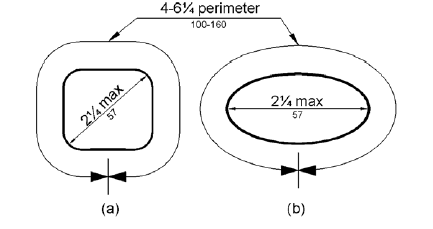 4-6¼ perimeter
100-160
2¼ max
57
2¼ max
57
(a)
(b)